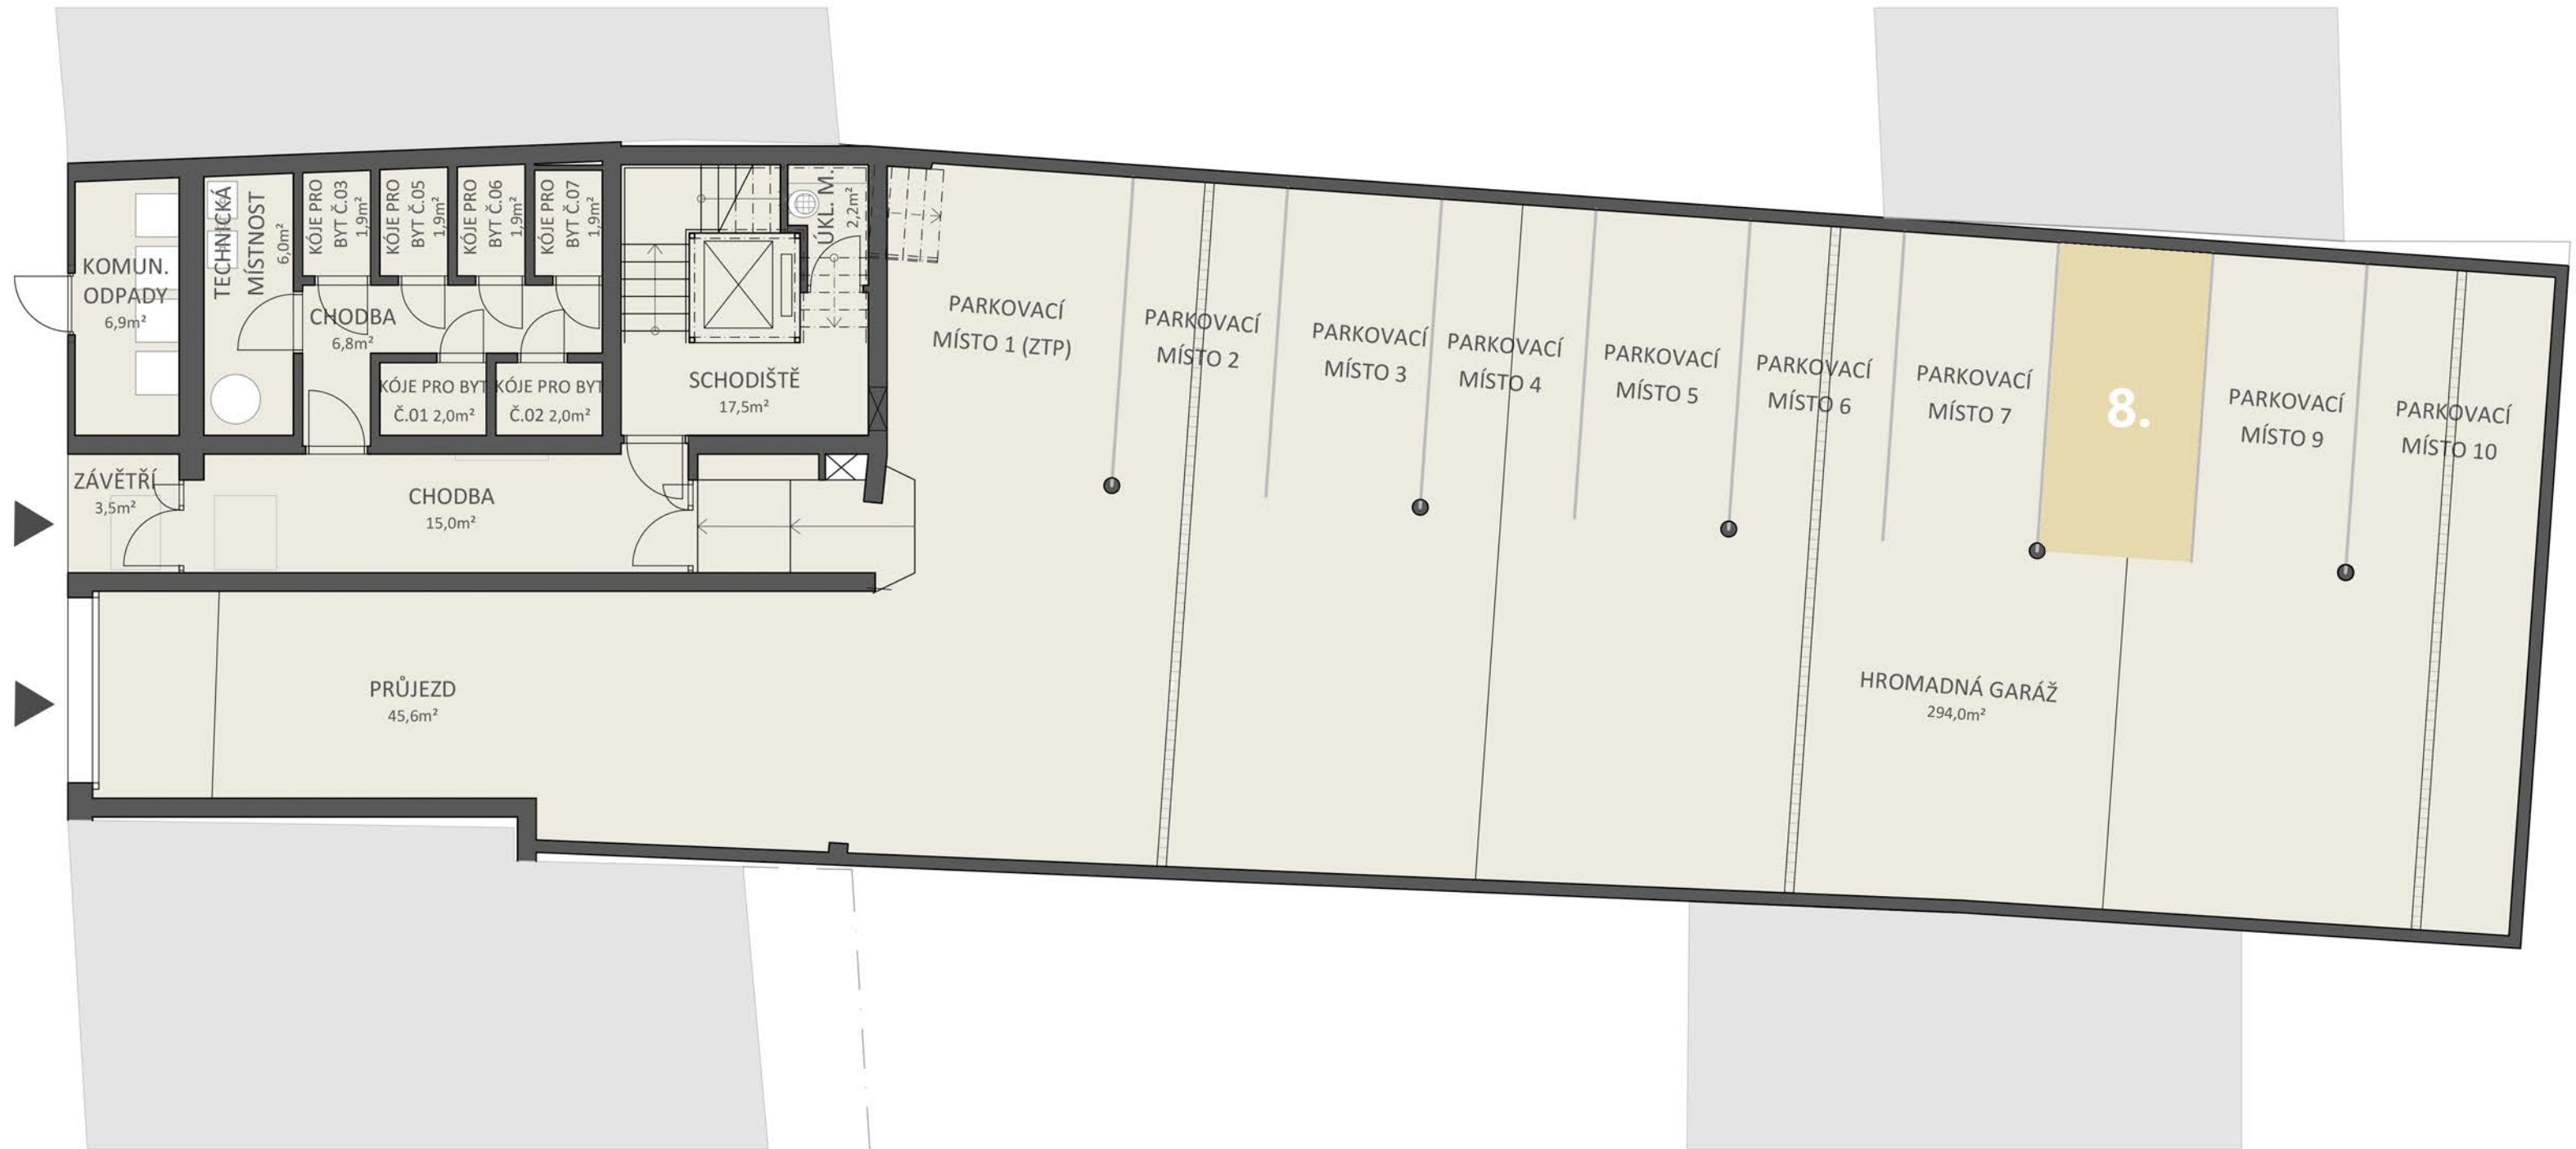 KOMUN.
ODPADY
6,9m²
TECHNICKÁ
MÍSTNOST
6,0m²
KÓJE PRO
BYT Č.03
1,9m²
KÓJE PRO
BYT Č.05
1,9m²
KÓJE PRO
BYT Č.06
1,9m²
KÓJE PRO
BYT Č.07
1,9m²
CHODBA
6,8m²
KÓJE PRO BYT
Č.01 2,0m²
KÓJE PRO BYT
Č.02 2,0m²
SCHODIŠTĚ
17,5m²
ÚKL. M.
2,2m²
ZÁVĚTŘÍ
3,5m²
CHODBA
15,0m²
PRŮJEZD
45,6m²
PARKOVACÍ
MÍSTO 1 (ZTP)
PARKOVACÍ
MÍSTO 2
PARKOVACÍ
MÍSTO 3
PARKOVACÍ
MÍSTO 4
PARKOVACÍ
MÍSTO 5
PARKOVACÍ
MÍSTO 6
PARKOVACÍ
MÍSTO 7
8.
PARKOVACÍ
MÍSTO 9
PARKOVACÍ
MÍSTO 10
HROMADNÁ GARÁŽ
294,0m²